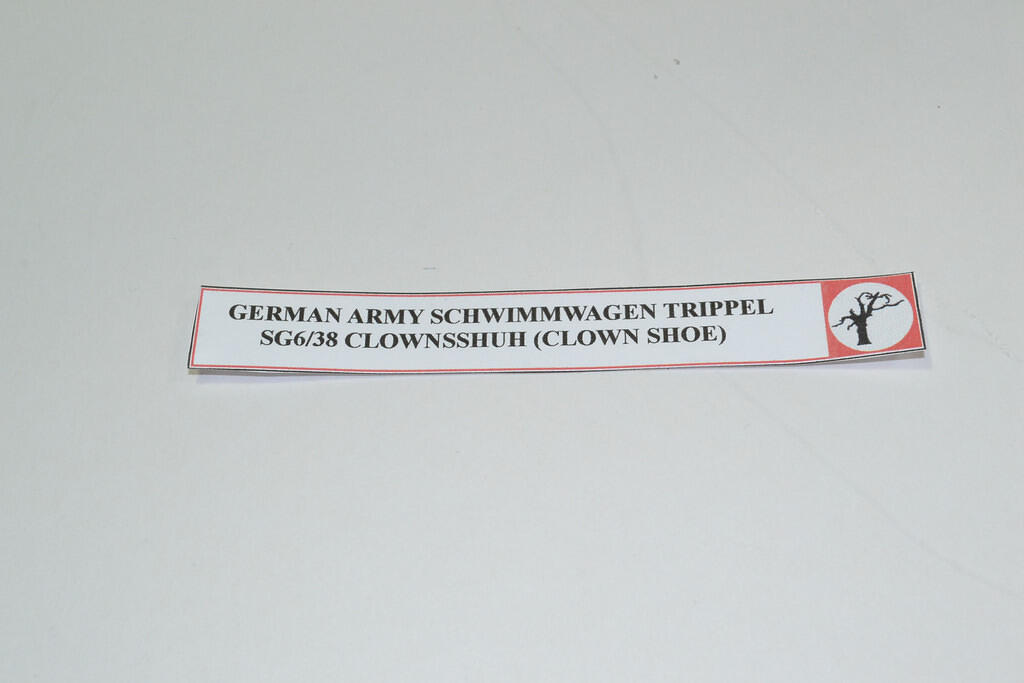 GERMAN ARMY SCHWIMMWAGEN TRIPPEL
SG6/38 CLOWNSSHUH (CLOWN SHOE)